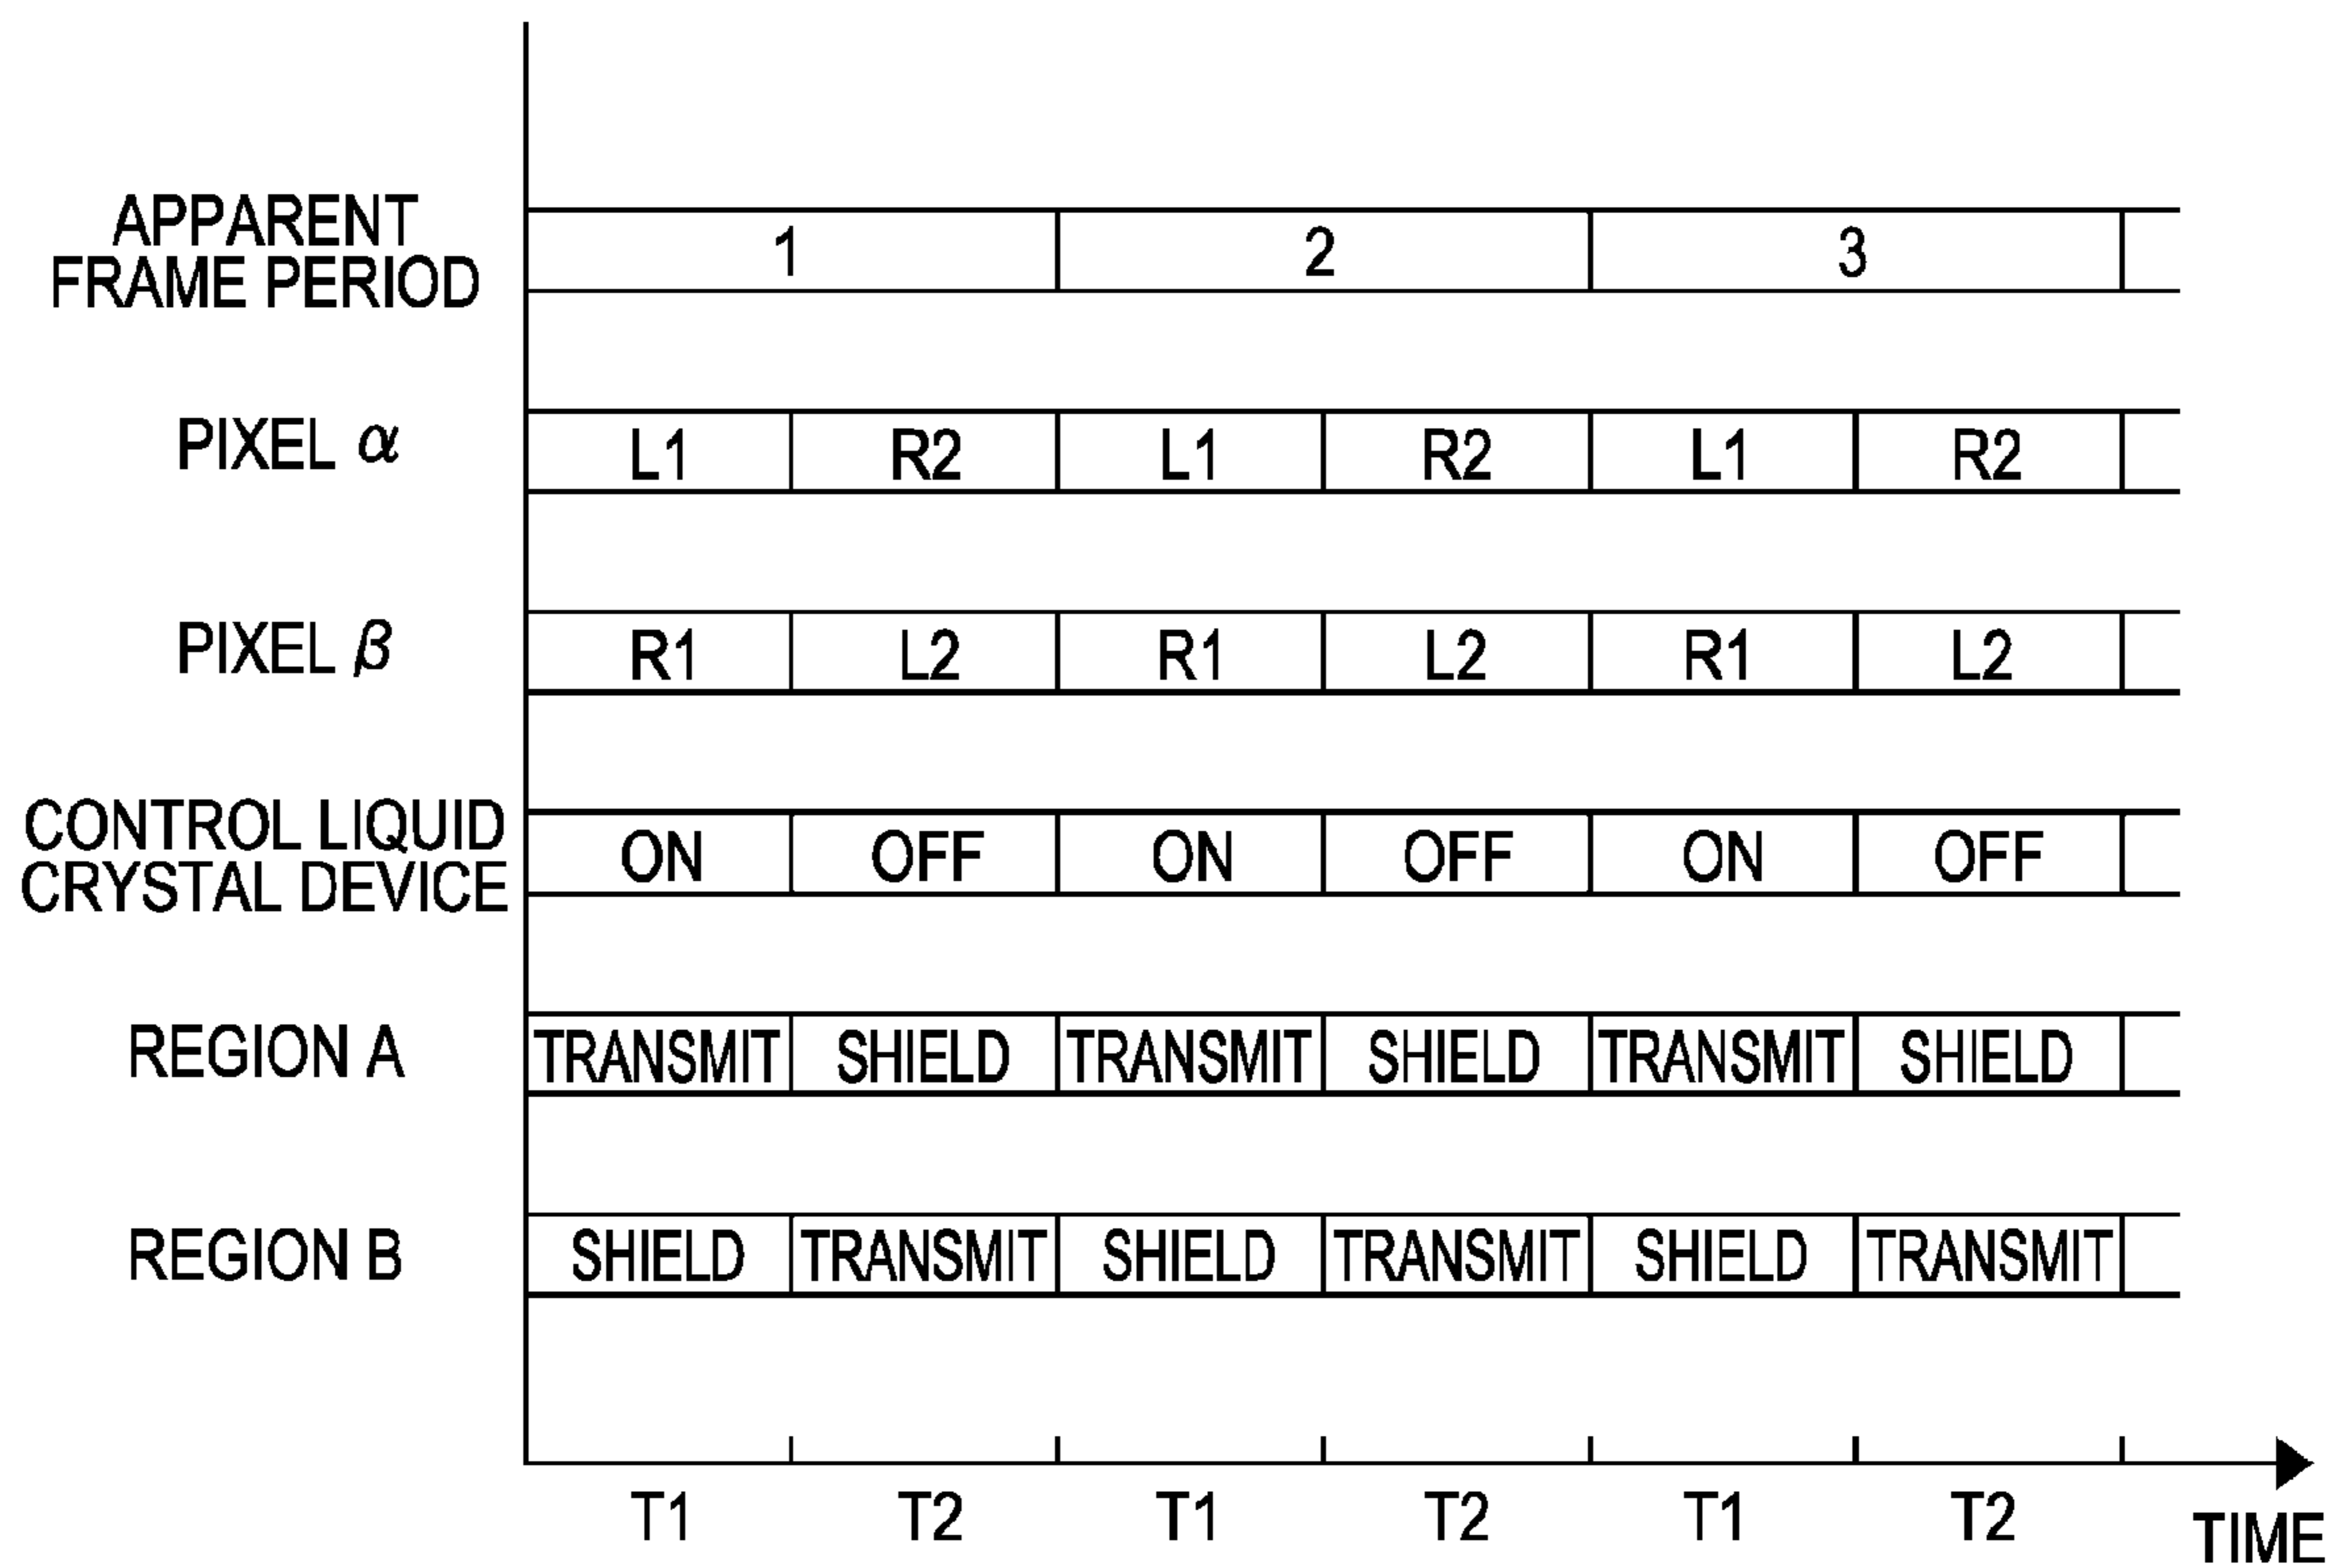 APPARENT
FRAME PERIOD
1 2 3
PIXEL α L1 R2 L1 R2 L1 R2
PIXEL β R1 L2 R1 L2 R1 L2
CONTROL LIQUID
CRYSTAL DEVICE
ON OFF ON OFF ON OFF
REGION A TRANSMIT SHIELD TRANSMIT SHIELD TRANSMIT SHIELD
REGION B SHIELD TRANSMIT SHIELD TRANSMIT SHIELD TRANSMIT
T1 T2 T1 T2 T1 T2
TIME